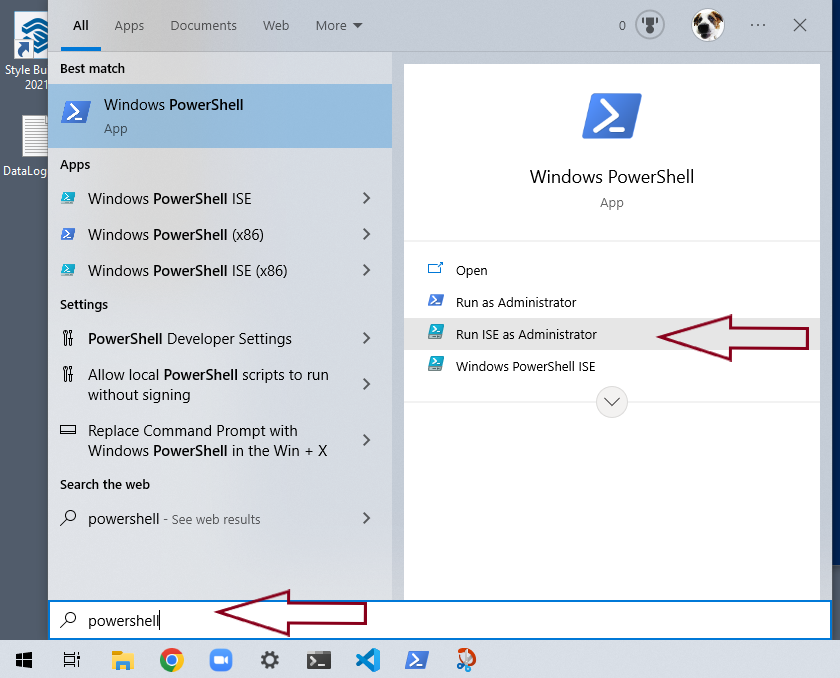 All Apps Documents Web More 0 ···
Style Bu
2021
DataLog
Best match
Windows PowerShell
App
Apps
Windows PowerShell ISE
Windows PowerShell (x86)
Windows PowerShell ISE (x86)
Settings
PowerShell Developer Settings
Allow local PowerShell scripts to run
without signing
Replace Command Prompt with
Windows PowerShell in the Win + X
Search the web
powershell - See web results
Windows PowerShell
App
Open
Run as Administrator
Run ISE as Administrator
Windows PowerShell ISE
powershell